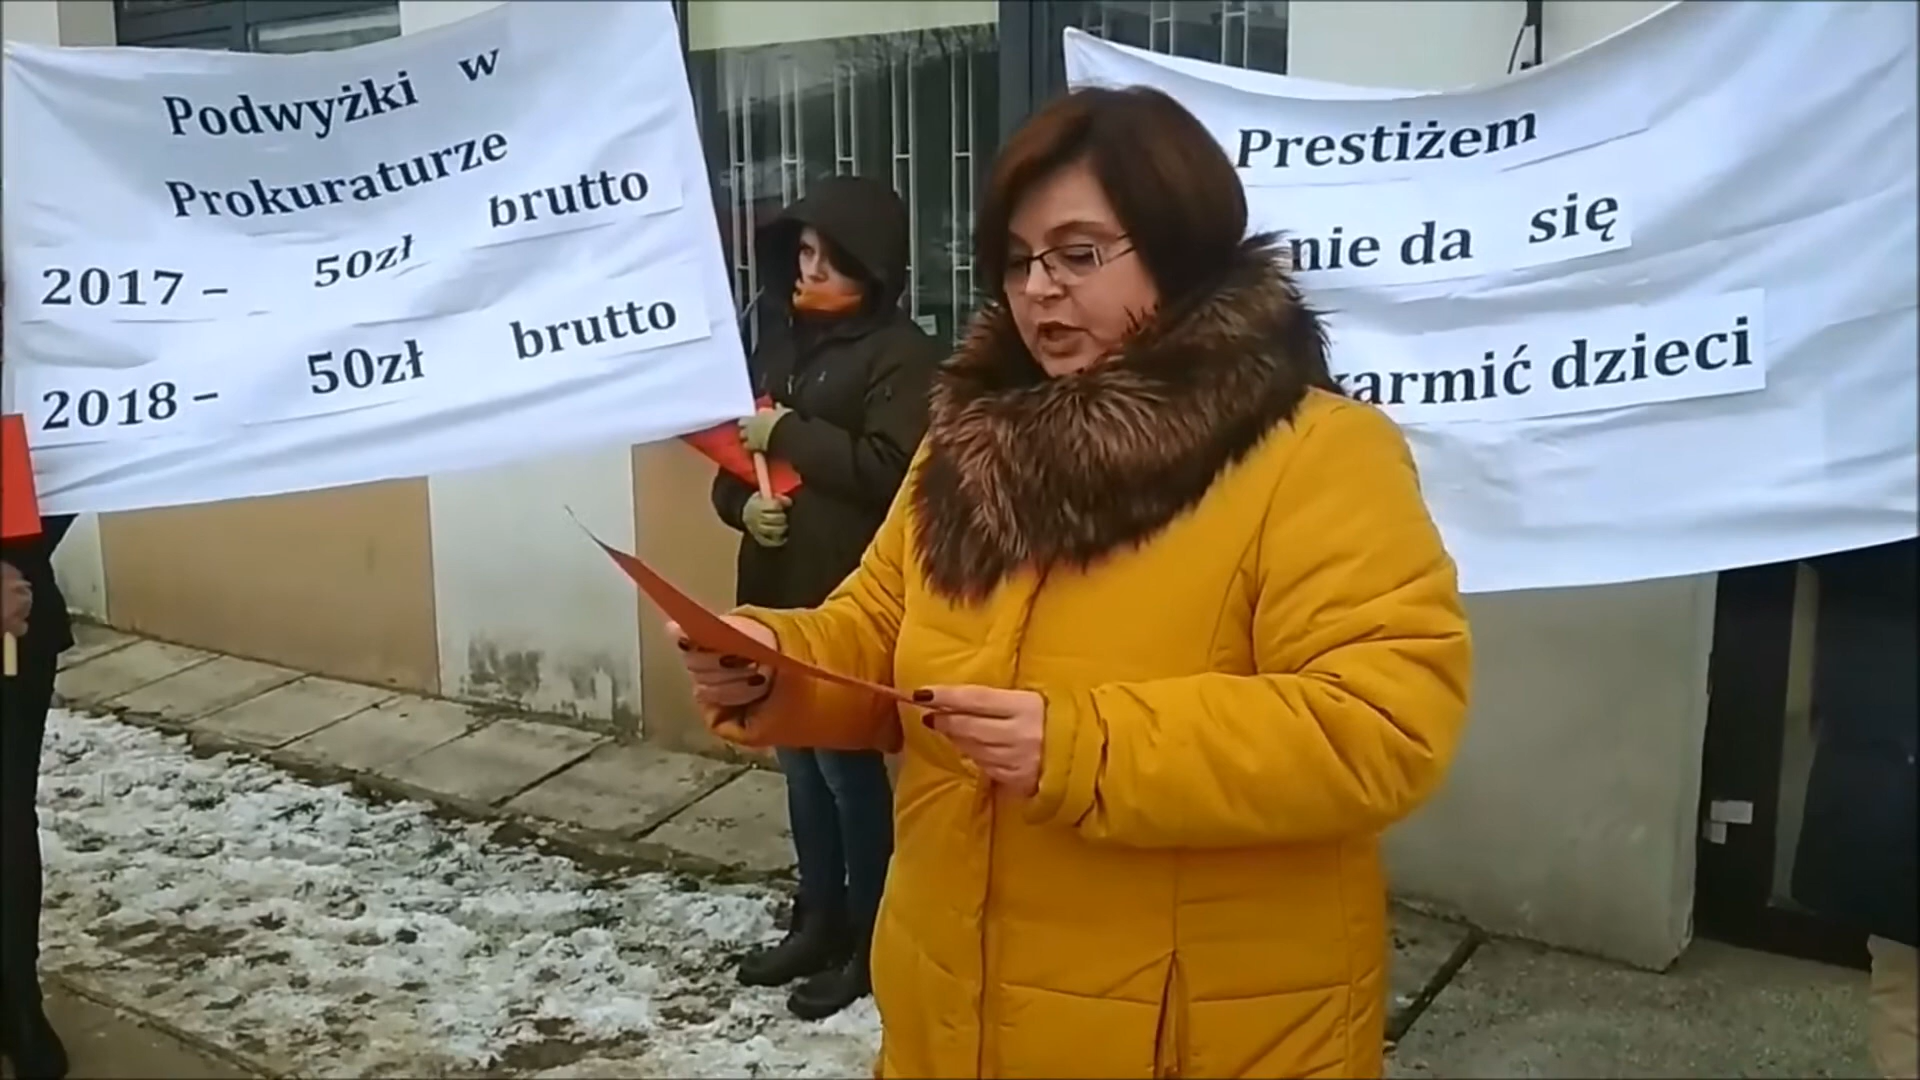 Podwyżki w
Prokuraturze
2017 – 50zł brutto
2018 – 50zł brutto
Prestiżem
nie da się
karmić dzieci